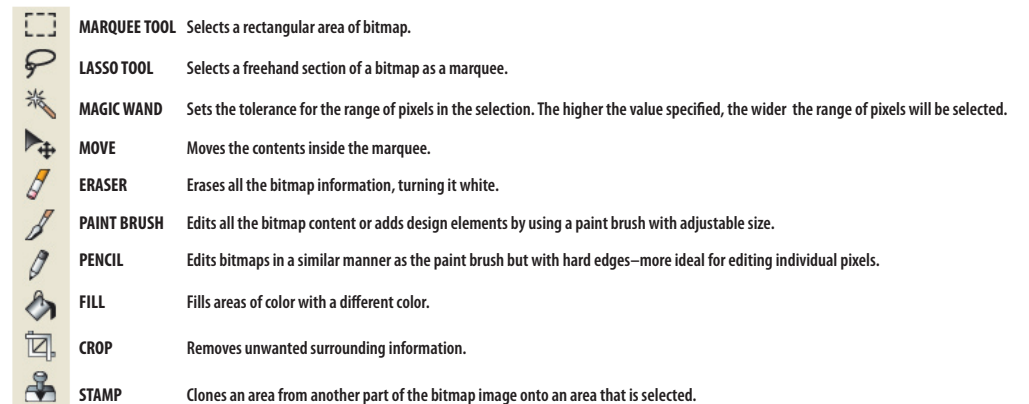 MARQUEE TOOL Selects a rectangular area of bitmap.
LASSO TOOL Selects a freehand section of a bitmap as a marquee.
MAGIC WAND Sets the tolerance for the range of pixels in the selection. The higher the value specified, the wider the range of pixels will be selected.
MOVE Moves the contents inside the marquee.
ERASER Erases all the bitmap information, turning it white.
PAINT BRUSH Edits all the bitmap content or adds design elements by using a paint brush with adjustable size.
PENCIL Edits bitmaps in a similar manner as the paint brush but with hard edges–more ideal for editing individual pixels.
FILL Fills areas of color with a different color.
CROP Removes unwanted surrounding information.
STAMP Clones an area from another part of the bitmap image onto an area that is selected.